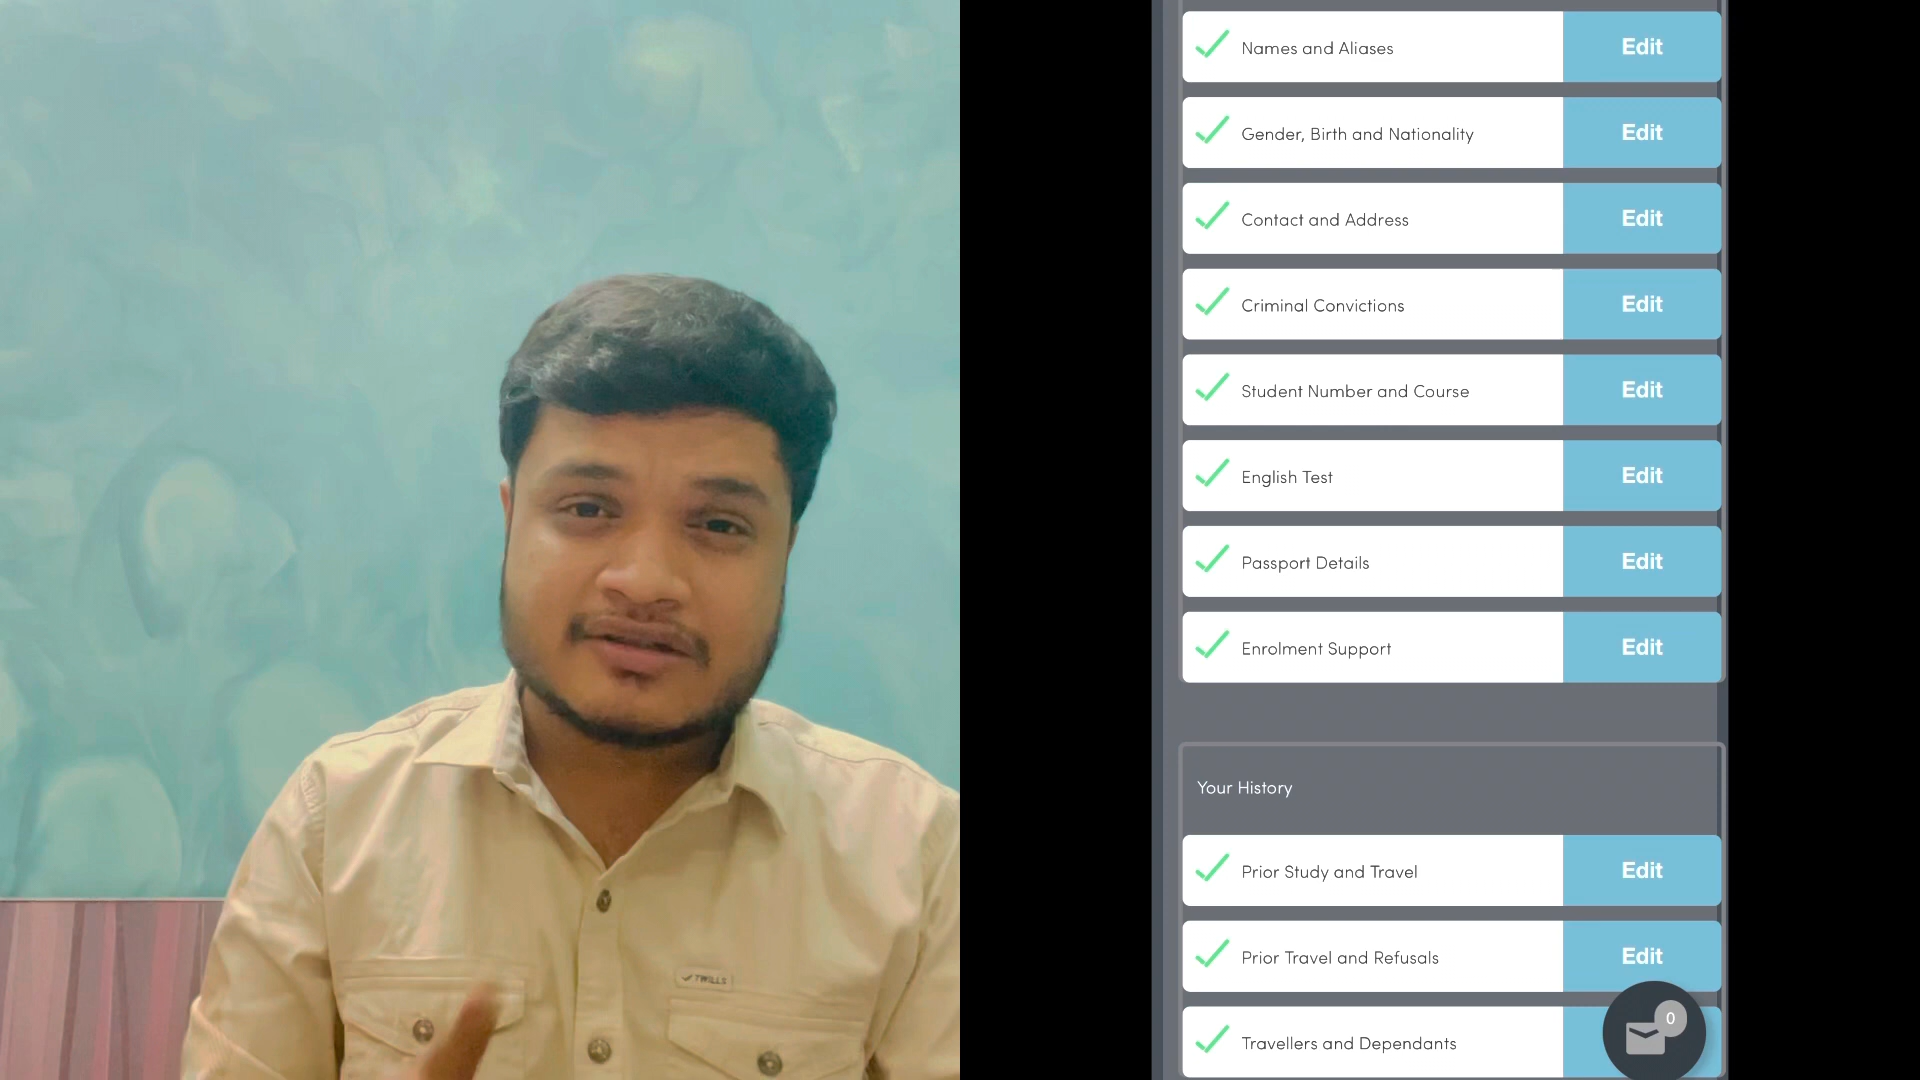 Names and Aliases Edit
Gender, Birth and Nationality Edit
Contact and Address Edit
Criminal Convictions Edit
Student Number and Course Edit
English Test Edit
Passport Details Edit
Enrolment Support Edit
Your History
Prior Study and Travel Edit
Prior Travel and Refusals Edit
0
Travellers and Dependants
TWILLS